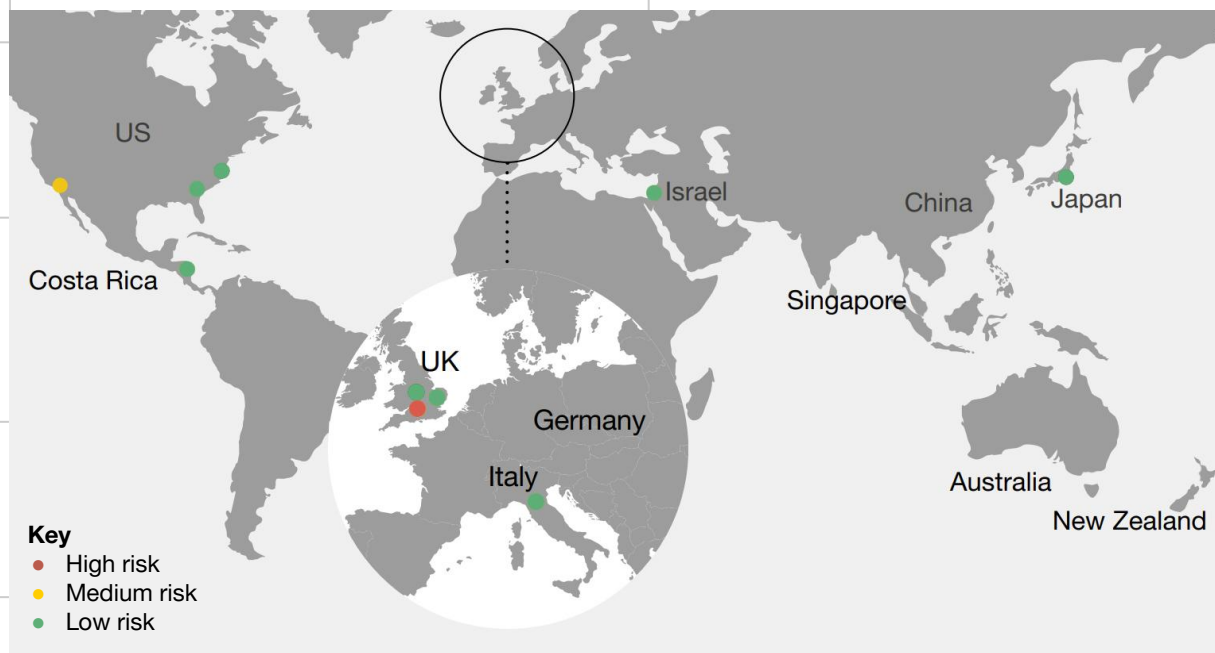 US
Israel
China
Japan
Costa Rica
Singapore
UK
Germany
Italy
Australia
New Zealand
Key
High risk
Medium risk
Low risk